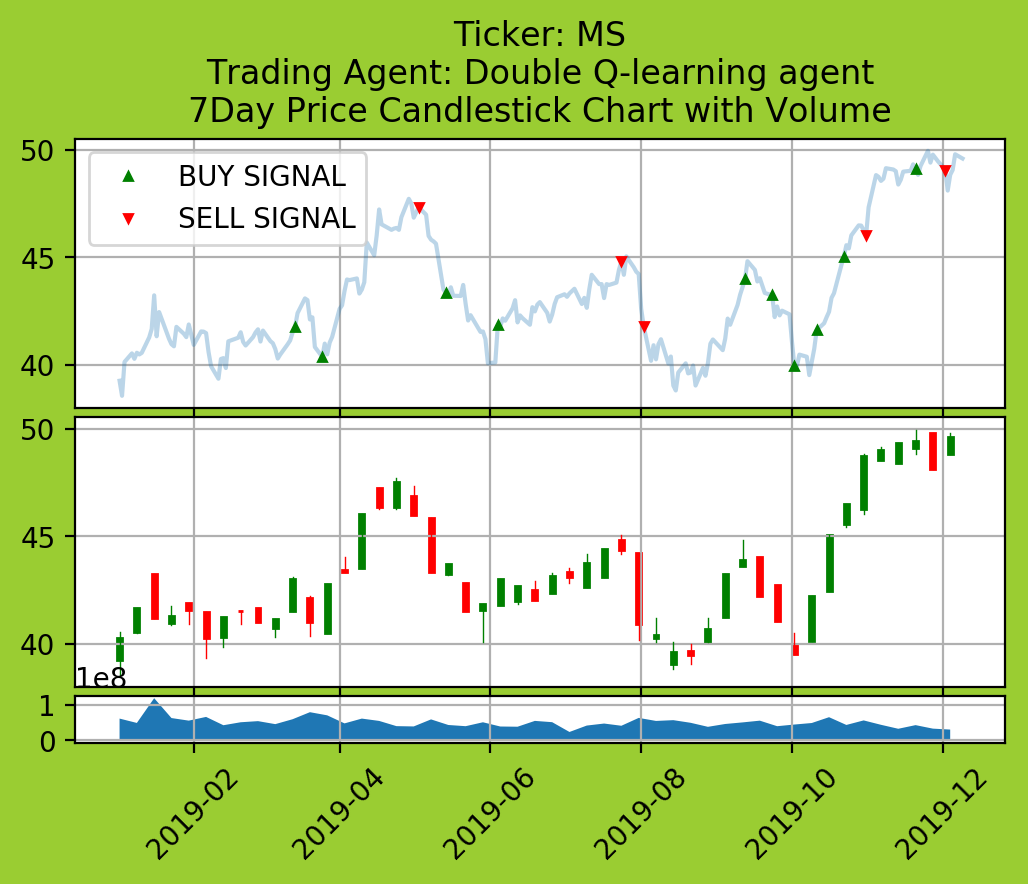 Ticker: MS
Trading Agent: Double Q-learning agent
7Day Price Candlestick Chart with Volume
50
BUY SIGNAL
SELL SIGNAL
45
40
50
45
40
1e8
1
0
2019-02
2019-04
2019-06
2019-08
2019-10
2019-12